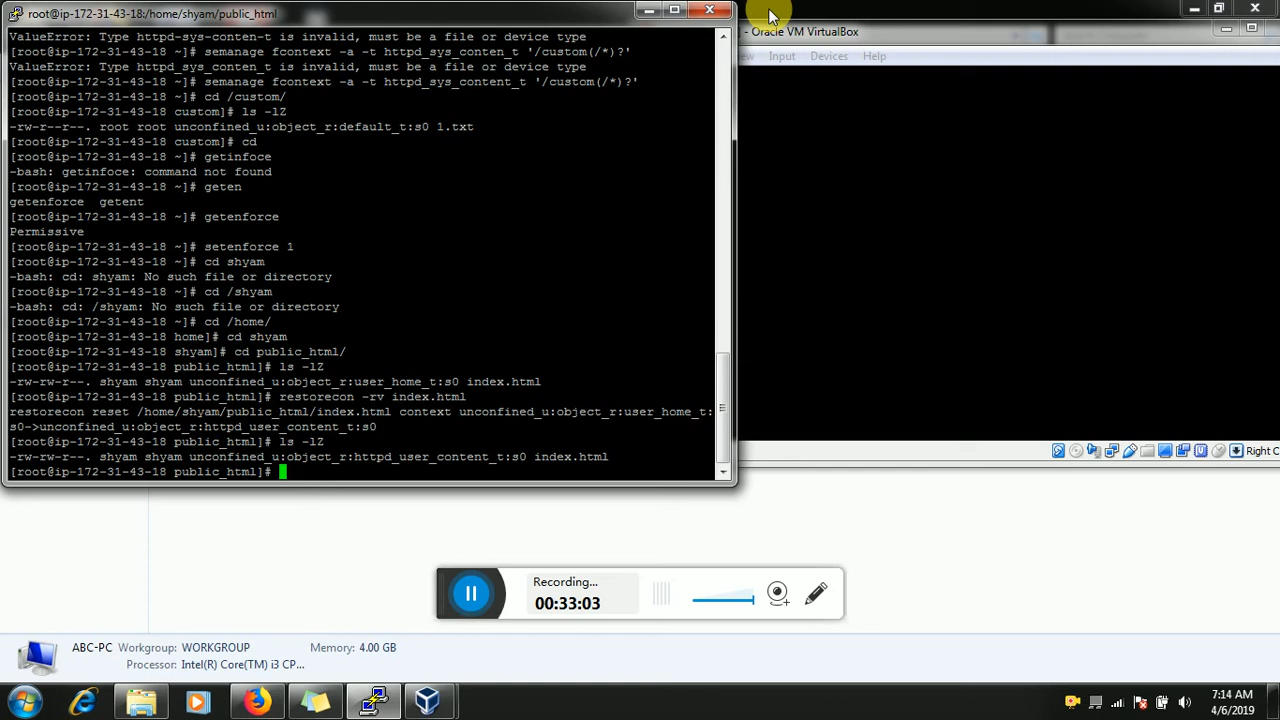 root@ip-172-31-43-18:/home/shyam/public_html
ValueError: Type httpd-sys-conten-t is invalid, must be a file or device type
[root@ip-172-31-43-18 ~]# semanage fcontext -a -t httpd_sys_conten_t '/custom(/*)?'
ValueError: Type httpd_sys_conten_t is invalid, must be a file or device type
[root@ip-172-31-43-18 ~]# semanage fcontext -a -t httpd_sys_content_t '/custom(/*)?'
[root@ip-172-31-43-18 ~]# cd /custom/
[root@ip-172-31-43-18 custom]# ls -lZ
-rw-r--r--. root root unconfined_u:object_r:default_t:s0 1.txt
[root@ip-172-31-43-18 custom]# cd
[root@ip-172-31-43-18 ~]# getinfoce
-bash: getinfoce: command not found
[root@ip-172-31-43-18 ~]# geten
getenforce  getent
[root@ip-172-31-43-18 ~]# getenforce
Permissive
[root@ip-172-31-43-18 ~]# setenforce 1
[root@ip-172-31-43-18 ~]# cd shyam
-bash: cd: shyam: No such file or directory
[root@ip-172-31-43-18 ~]# cd /shyam
-bash: cd: /shyam: No such file or directory
[root@ip-172-31-43-18 ~]# cd /home/
[root@ip-172-31-43-18 home]# cd shyam
[root@ip-172-31-43-18 shyam]# cd public_html/
[root@ip-172-31-43-18 public_html]# ls -lZ
-rw-rw-r--. shyam shyam unconfined_u:object_r:user_home_t:s0 index.html
[root@ip-172-31-43-18 public_html]# restorecon -rv index.html
restorecon reset /home/shyam/public_html/index.html context unconfined_u:object_r:user_home_t:
s0->unconfined_u:object_r:httpd_user_content_t:s0
[root@ip-172-31-43-18 public_html]# ls -lZ
-rw-rw-r--. shyam shyam unconfined_u:object_r:httpd_user_content_t:s0 index.html
[root@ip-172-31-43-18 public_html]#
- Oracle VM VirtualBox
ew Input Devices Help
Right C
Recording...
00:33:03
ABC-PC Workgroup: WORKGROUP Memory: 4.00 GB
Processor: Intel(R) Core(TM) i3 CP...
7:14 AM
4/6/2019